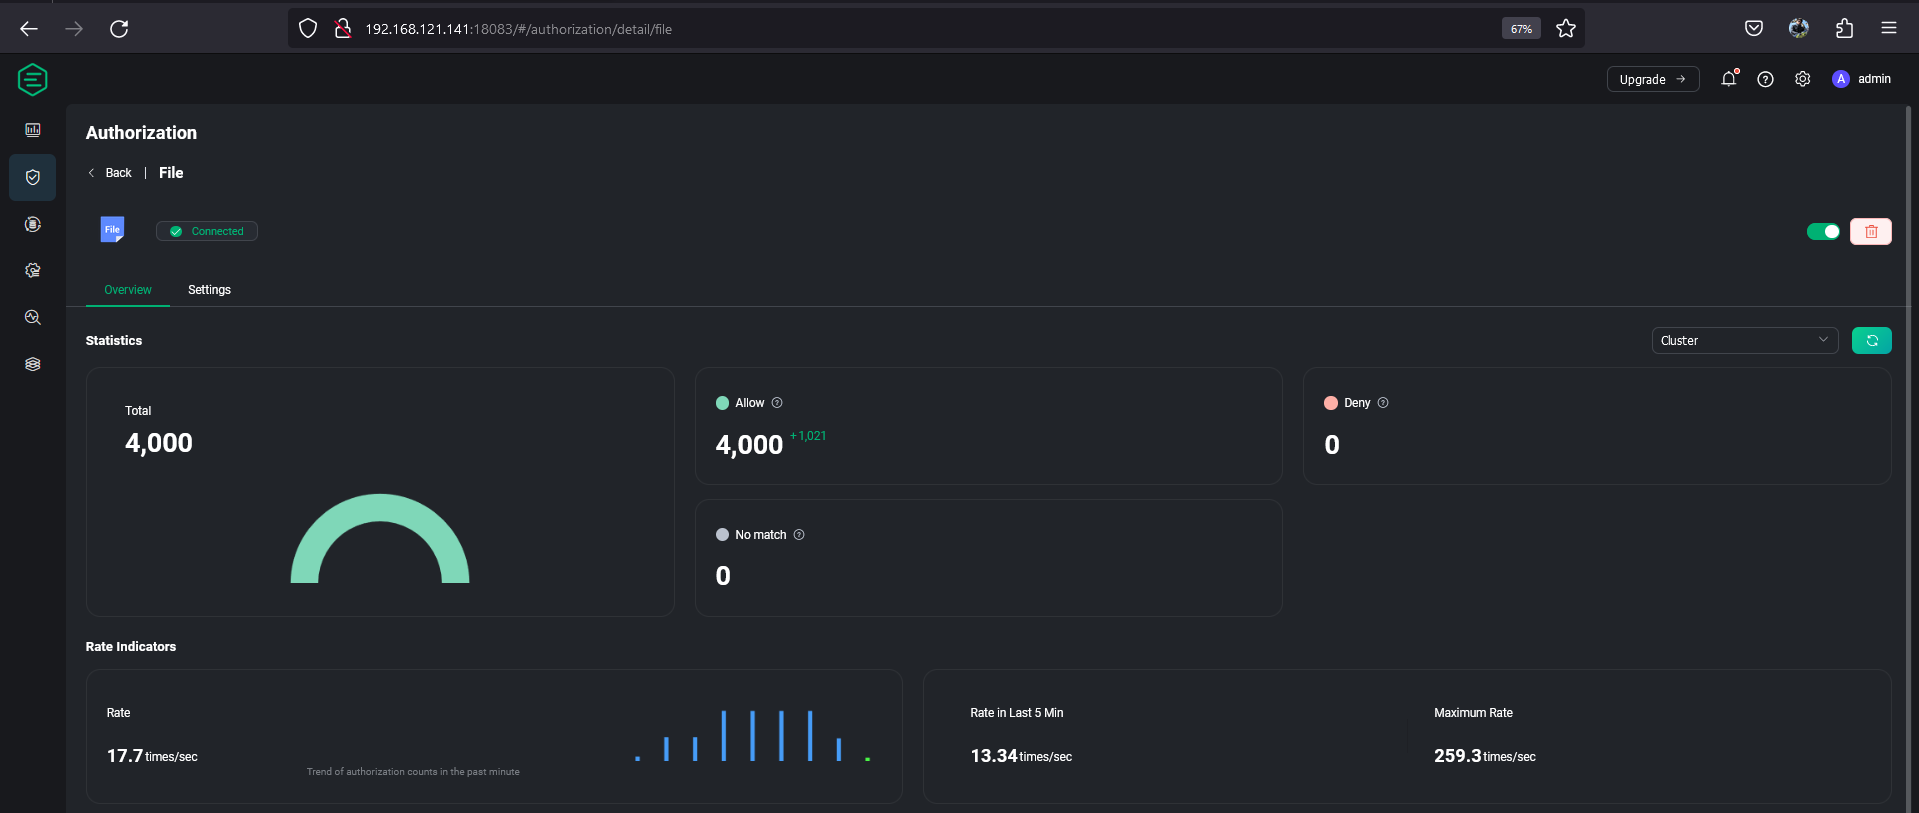 192.168.121.141:18083/#/authorization/detail/file
67%
Upgrade →
A admin
Authorization
Back | File
File
Connected
Overview Settings
Statistics
Cluster
Total
4,000
Allow
4,000 +1,021
Deny
0
No match
0
Rate Indicators
Rate
17.7 times/sec
Trend of authorization counts in the past minute
Rate in Last 5 Min
13.34 times/sec
Maximum Rate
259.3 times/sec